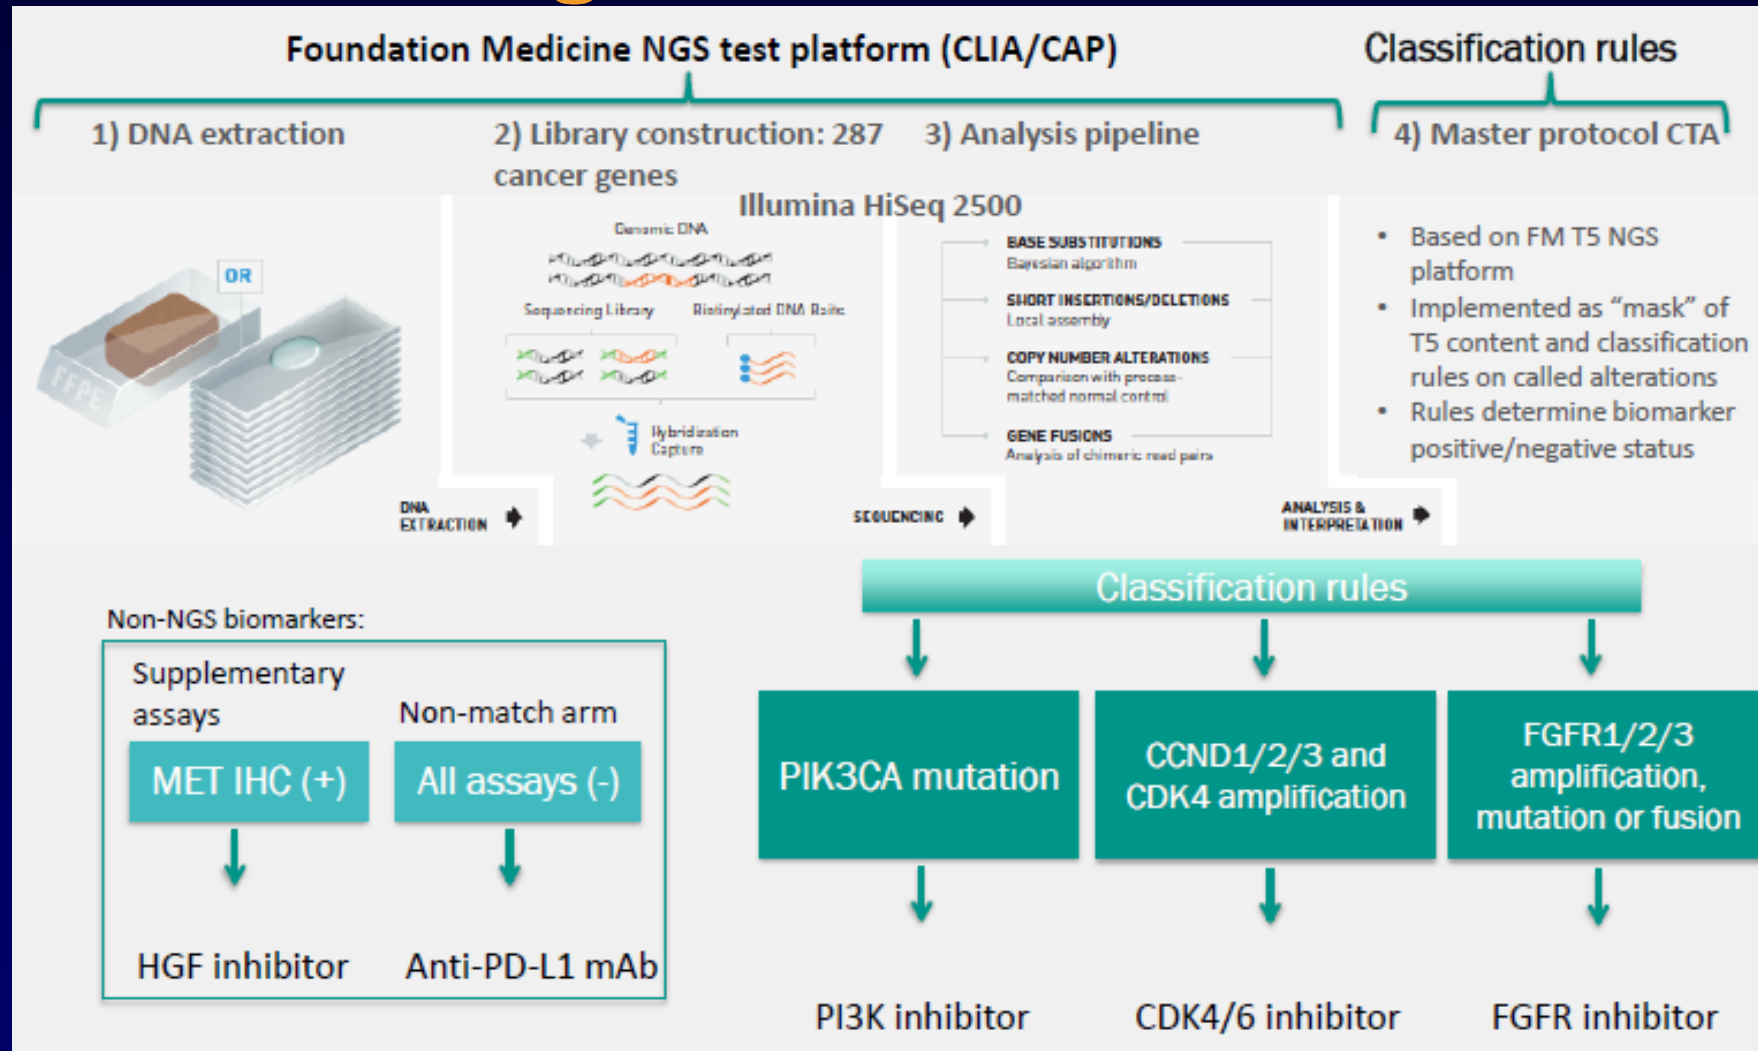 Foundation Medicine NGS test platform (CLIA/CAP)
Classification rules
1) DNA extraction
2) Library construction: 287
cancer genes
3) Analysis pipeline
4) Master protocol CTA
Illumina HiSeq 2500
OR
FFPE
DNA
EXTRACTION
Genomic DNA
Sequencing Library
Biotinylated DNA Baits
Hybridization
Capture
SEQUENCING
BASE SUBSTITUTIONS
Bayesian algorithm
SHORT INSERTIONS/DELETIONS
Local assembly
COPY NUMBER ALTERATIONS
Comparison with process-
matched normal control
GENE FUSIONS
Analysis of chimeric read pairs
ANALYSIS &
INTERPRETATION
• Based on FM T5 NGS
platform
• Implemented as “mask” of
T5 content and classification
rules on called alterations
• Rules determine biomarker
positive/negative status
Non-NGS biomarkers:
Supplementary
assays
Non-match arm
MET IHC (+)
All assays (-)
HGF inhibitor
Anti-PD-L1 mAb
Classification rules
PIK3CA mutation
CCND1/2/3 and
CDK4 amplification
FGFR1/2/3
amplification,
mutation or fusion
PI3K inhibitor
CDK4/6 inhibitor
FGFR inhibitor